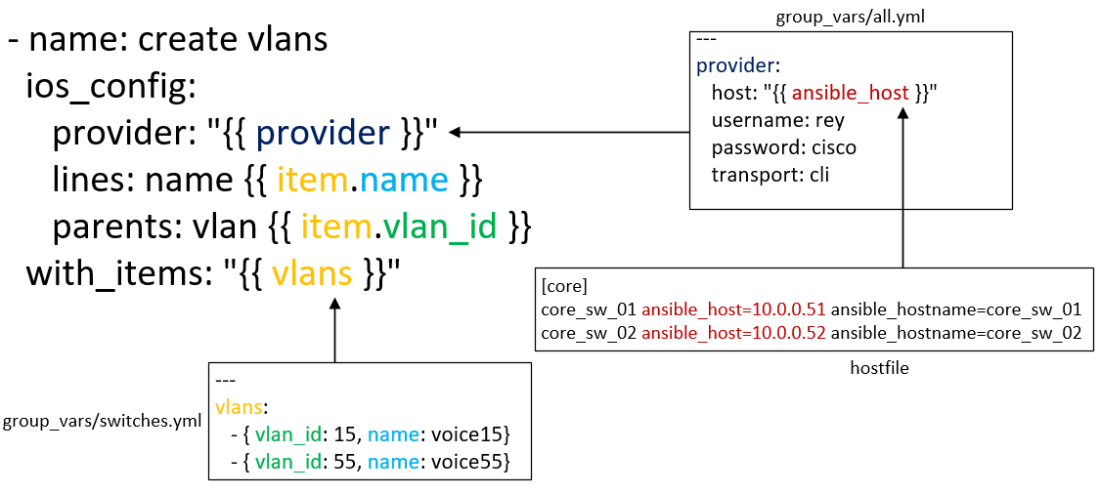 - name: create vlans
ios_config:
provider: "{{ provider }}"
lines: name {{ item.name }}
parents: vlan {{ item.vlan_id }}
with_items: "{{ vlans }}"
group_vars/all.yml
---
provider:
host: "{{ ansible_host }}"
username: rey
password: cisco
transport: cli
[core]
core_sw_01 ansible_host=10.0.0.51 ansible_hostname=core_sw_01
core_sw_02 ansible_host=10.0.0.52 ansible_hostname=core_sw_02
hostfile
group_vars/switches.yml
---
vlans:
- { vlan_id: 15, name: voice15}
- { vlan_id: 55, name: voice55}